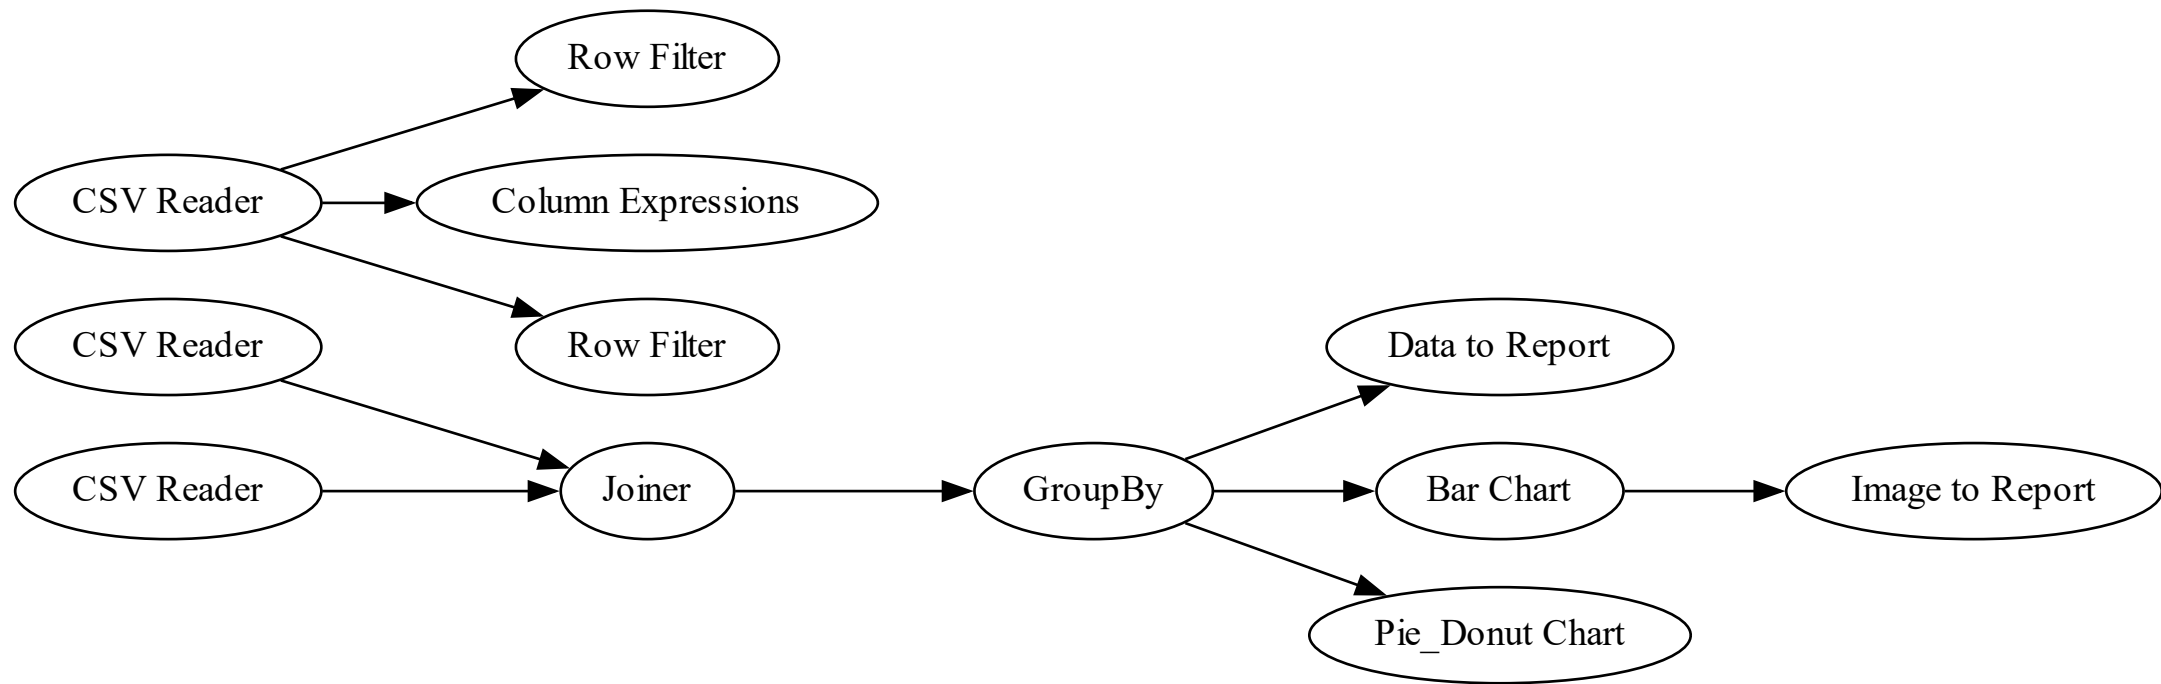 Row Filter
CSV Reader
Column Expressions
CSV Reader
Row Filter
Data to Report
CSV Reader
Joiner
GroupBy
Bar Chart
Image to Report
Pie_Donut Chart